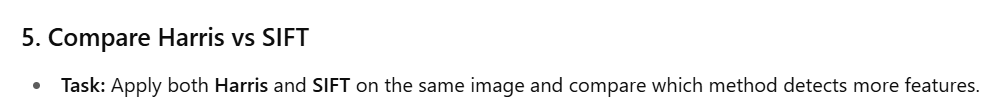 5. Compare Harris vs SIFT
• Task: Apply both Harris and SIFT on the same image and compare which method detects more features.